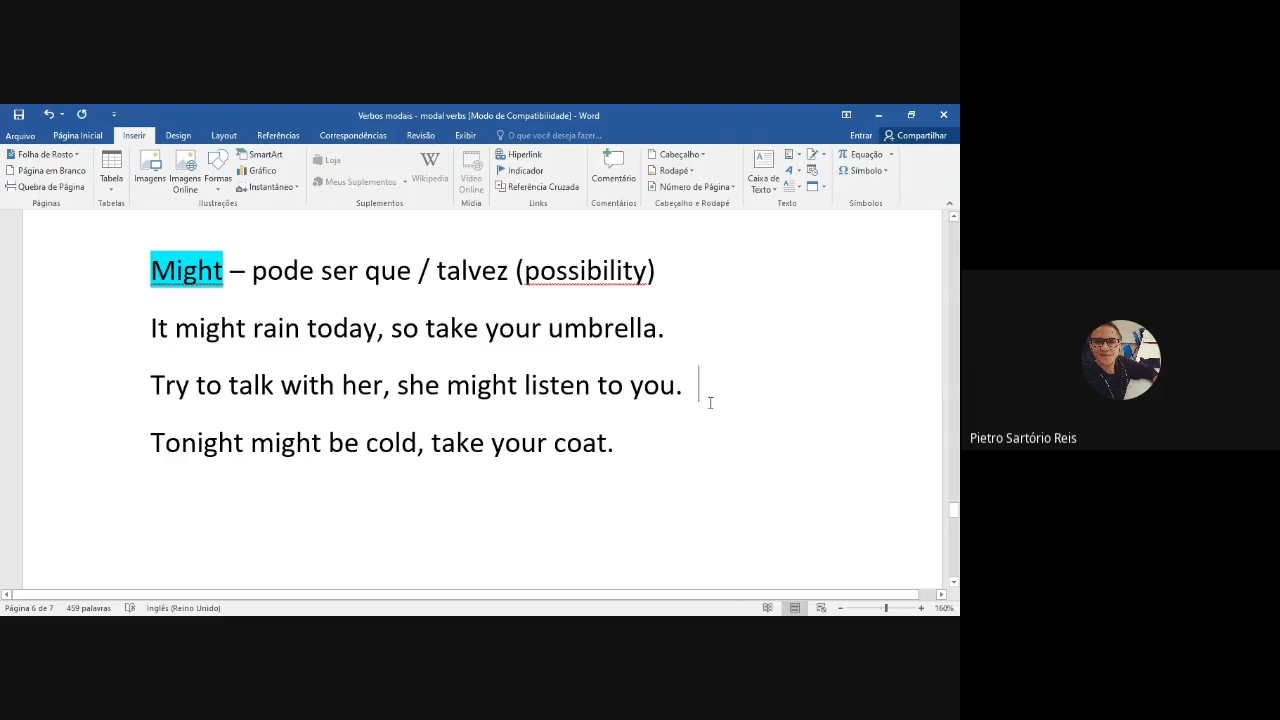 Verbos modais - modal verbs [Modo de Compatibilidade] - Word
Arquivo Página Inicial Inserir Design Layout Referências Correspondências Revisão Exibir O que você deseja fazer... Entrar Compartilhar
Folha de Rosto
Página em Branco
Quebra de Página
Páginas
Tabela
Tabelas
Imagens
Imagens Online
Formas
SmartArt
Gráfico
Instantâneo
Ilustrações
Loja
Meus Suplementos
Wikipedia
Suplementos
Vídeo Online
Mídia
Hiperlink
Indicador
Referência Cruzada
Links
Comentário
Comentários
Cabeçalho
Rodapé
Número de Página
Cabeçalho e Rodapé
Caixa de Texto
Texto
Equação
Símbolo
Símbolos
Might – pode ser que / talvez (possibility)
It might rain today, so take your umbrella.
Try to talk with her, she might listen to you.
Tonight might be cold, take your coat.
Página 6 de 7 459 palavras Inglês (Reino Unido) 160%
Pietro Sartório Reis